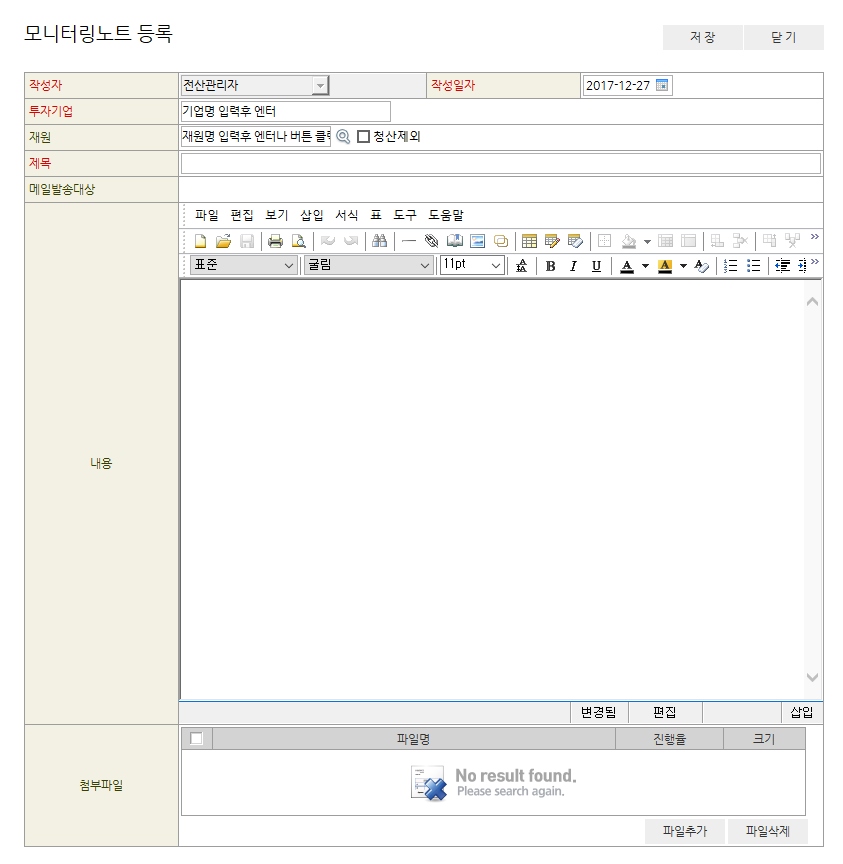 모니터링노트 등록
저 장
닫 기
작성자 전산관리자 작성일자 2017-12-27
투자기업 기업명 입력후 엔터
재원 재원명 입력후 엔터나 버튼 청산제외
제목
메일발송대상
파일 편집 보기 삽입 서식 표 도구 도움말
표준 굴림 11pt 가 B I U A A A
내용
변경됨 편집 삽입
파일명 진행율 크기
첨부파일
No result found.
Please search again.
파일추가 파일삭제